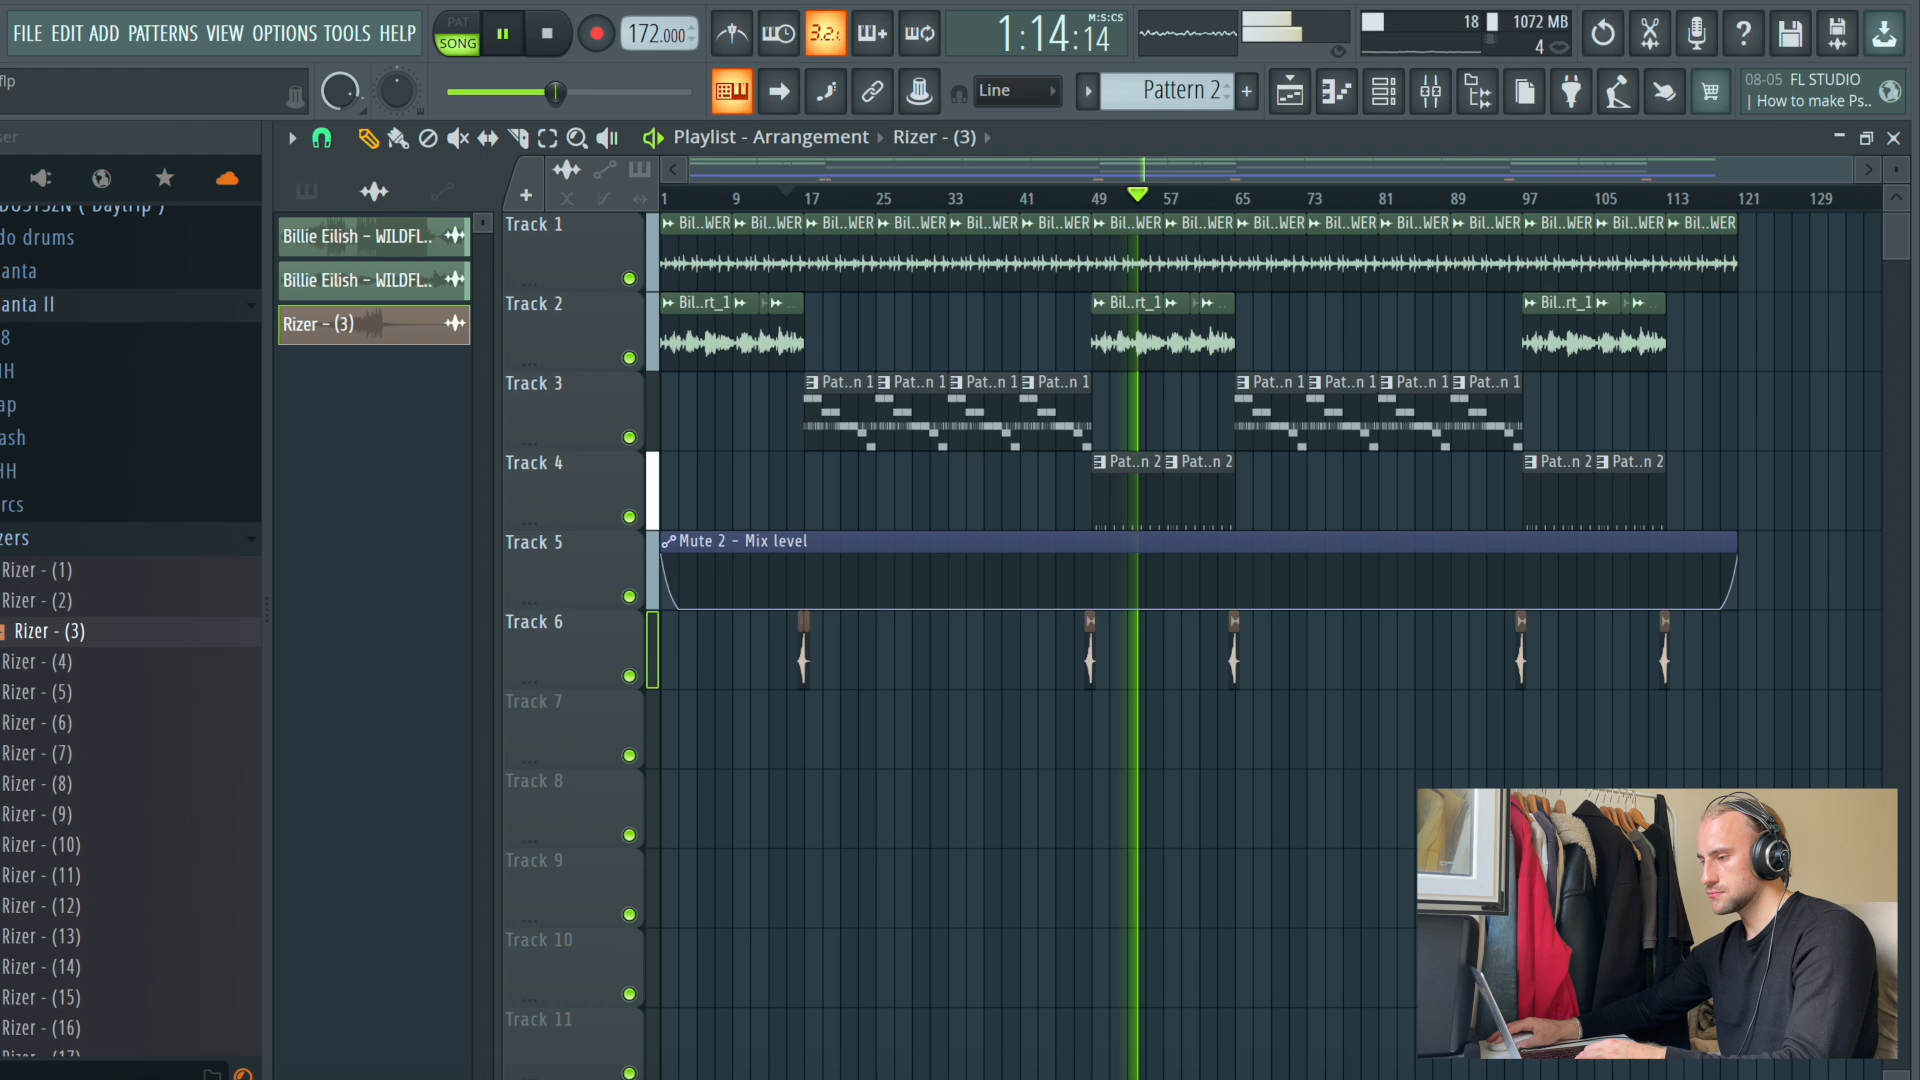 FILE EDIT ADD PATTERNS VIEW OPTIONS TOOLS HELP
PAT
SONG
172.000
3.2.
1:14:14
M:S:CS
18
1072 MB
4
flp
Line
Pattern 2
+
08-05 FL STUDIO
| How to make Ps..
Playlist - Arrangement
Rizer - (3)
ser
( Daytrip )
do drums
anta
anta II
8
HH
ap
ash
HH
rcs
zers
Rizer - (1)
Rizer - (2)
Rizer - (3)
Rizer - (4)
Rizer - (5)
Rizer - (6)
Rizer - (7)
Rizer - (8)
Rizer - (9)
Rizer - (10)
Rizer - (11)
Rizer - (12)
Rizer - (13)
Rizer - (14)
Rizer - (15)
Rizer - (16)
Billie Eilish - WILDFL..
Billie Eilish - WILDFL..
Rizer - (3)
1 9 17 25 33 41 49 57 65 73 81 89 97 105 113 121 129
Track 1
Bil..WER Bil..WER Bil..WER Bil..WER Bil..WER Bil..WER Bil..WER Bil..WER Bil..WER Bil..WER Bil..WER Bil..WER Bil..WER Bil..WER Bil..WER
Track 2
Bil..rt_1 Bil..rt_1 Bil..rt_1
Track 3
Pat..n 1 Pat..n 1 Pat..n 1 Pat..n 1 Pat..n 1 Pat..n 1 Pat..n 1 Pat..n 1
Track 4
Pat..n 2 Pat..n 2 Pat..n 2 Pat..n 2
Track 5
Mute 2 - Mix level
Track 6
Track 7
Track 8
Track 9
Track 10
Track 11